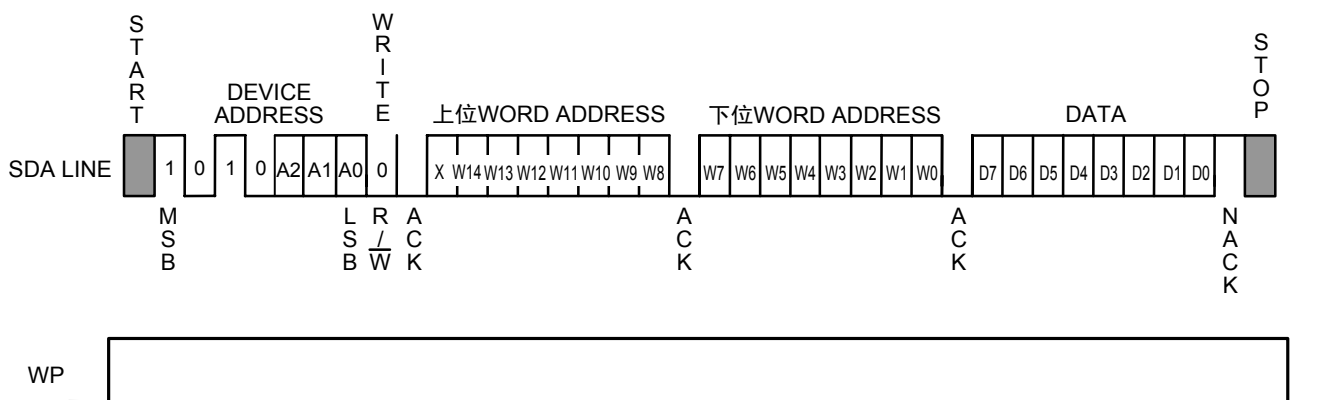 START
WRITE
STOP
DEVICE
ADDRESS
上位WORD ADDRESS
下位WORD ADDRESS
DATA
SDA LINE
1 0 1 0 A2 A1 A0 0
X W14 W13 W12 W11 W10 W9 W8
W7 W6 W5 W4 W3 W2 W1 W0
D7 D6 D5 D4 D3 D2 D1 D0
MSB
LSB
R/W
ACK
ACK
ACK
NACK
WP